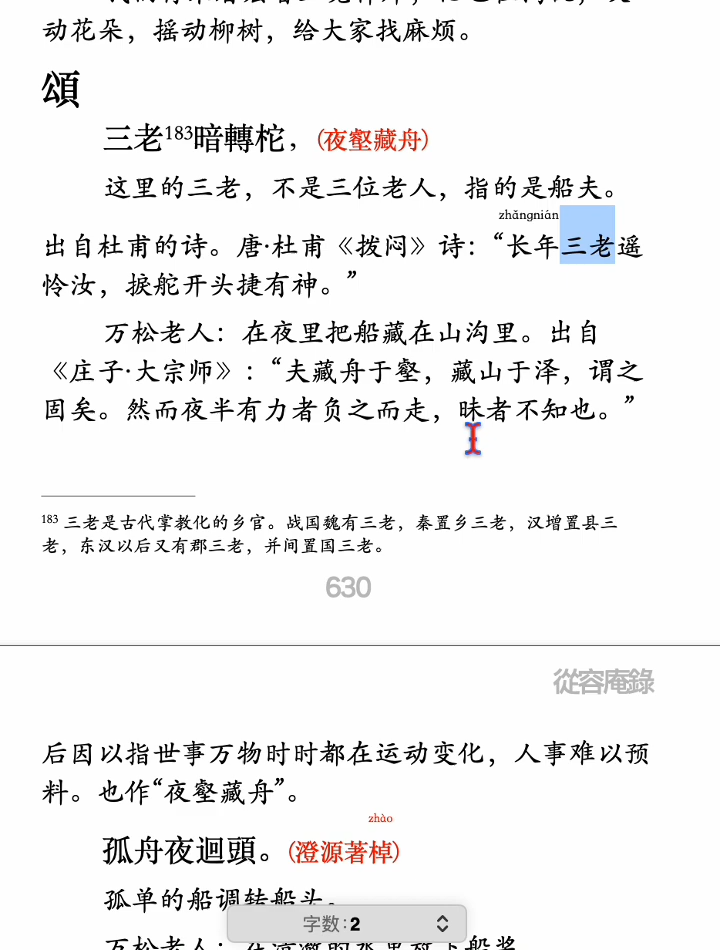 动花朵，摇动柳树，给大家找麻烦。
頌
三老183暗轉柁，(夜壑藏舟)
这里的三老，不是三位老人，指的是船夫。
zhǎngnián
出自杜甫的诗。唐·杜甫《拨闷》诗：“长年三老遥
怜汝，捩舵开头捷有神。”
万松老人：在夜里把船藏在山沟里。出自
《庄子·大宗师》：“夫藏舟于壑，藏山于泽，谓之
固矣。然而夜半有力者负之而走，昧者不知也。”
183 三老是古代掌教化的乡官。战国魏有三老，秦置乡三老，汉增置县三
老，东汉以后又有郡三老，并间置国三老。
630
從容庵錄
后因以指世事万物时时都在运动变化，人事难以预
料。也作“夜壑藏舟”。
zhào
孤舟夜迴頭。(澄源著棹)
孤单的船调转船头。
字数：2